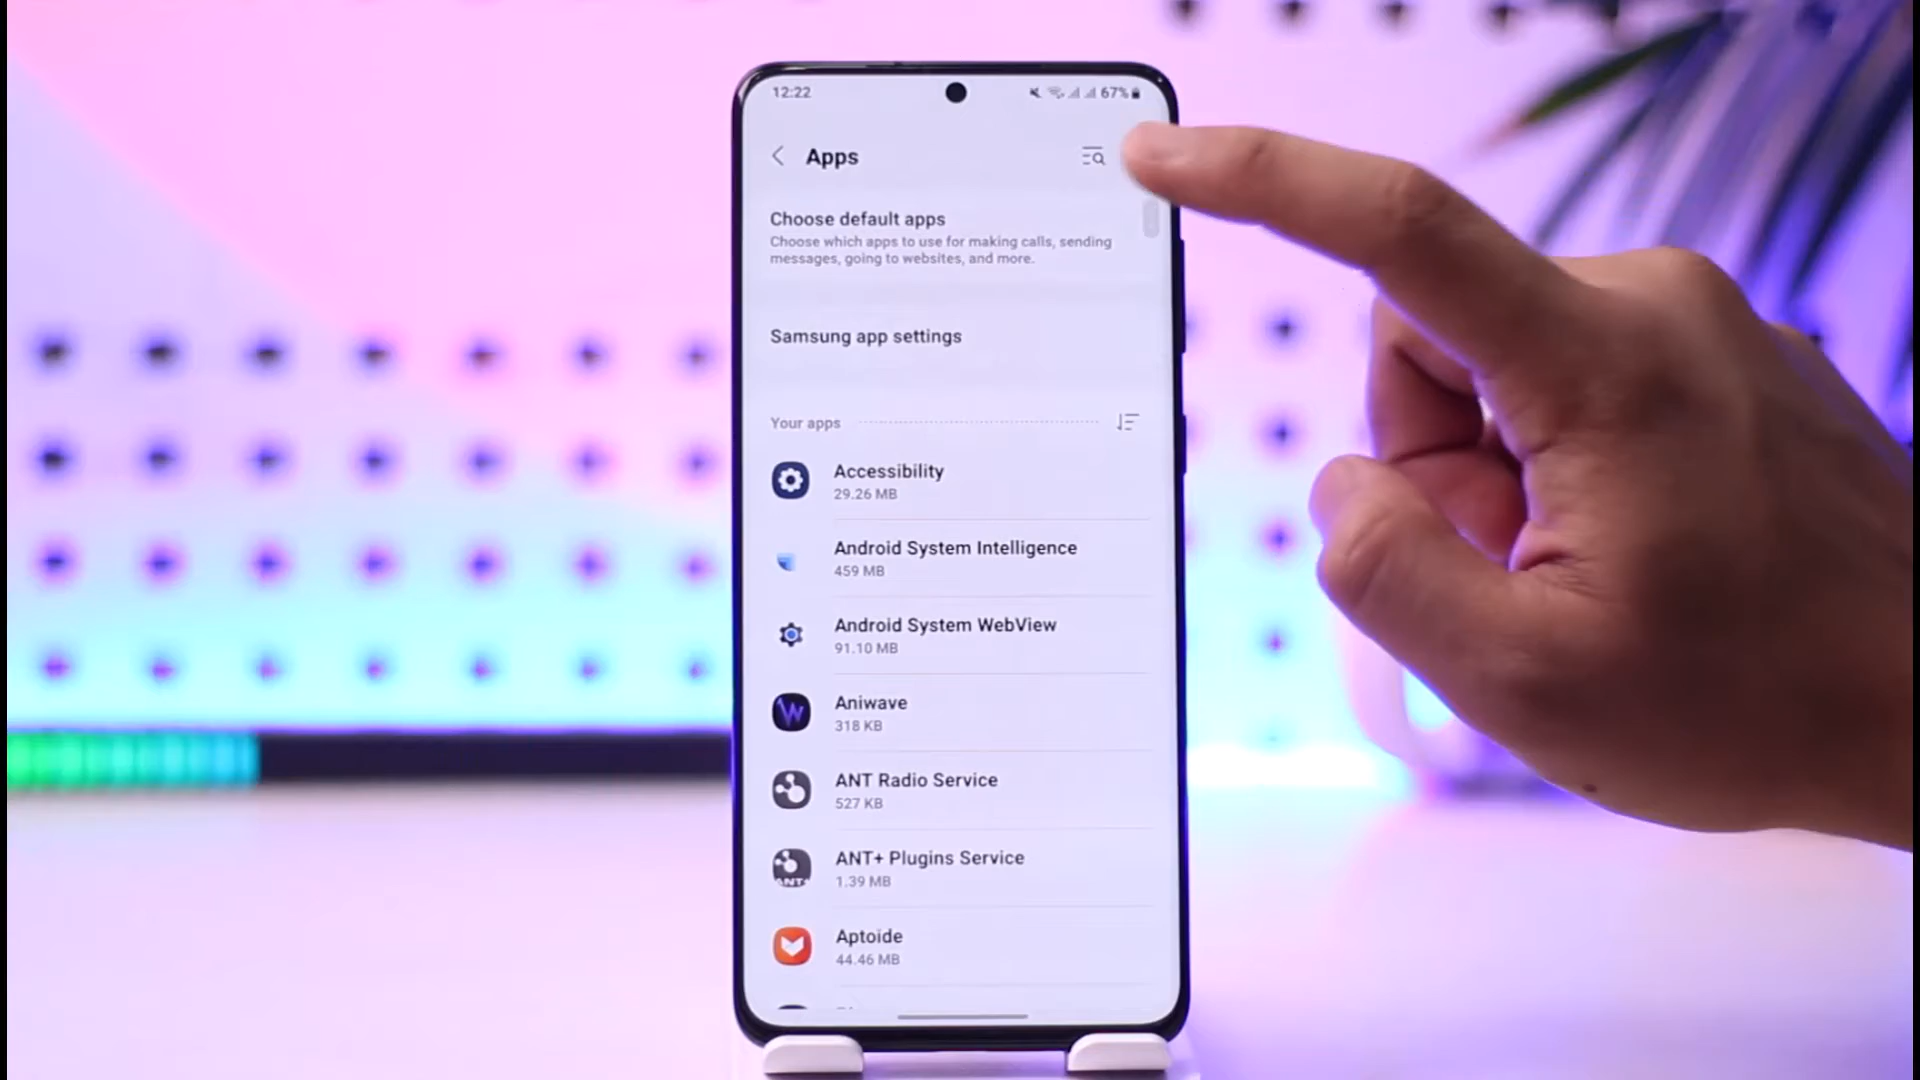 12:22
67%
Apps
Choose default apps
Choose which apps to use for making calls, sending
messages, going to websites, and more.
Samsung app settings
Your apps
Accessibility
29.26 MB
Android System Intelligence
459 MB
Android System WebView
91.10 MB
Aniwave
318 KB
ANT Radio Service
527 KB
ANT+ Plugins Service
1.39 MB
ANT+
Aptoide
44.46 MB